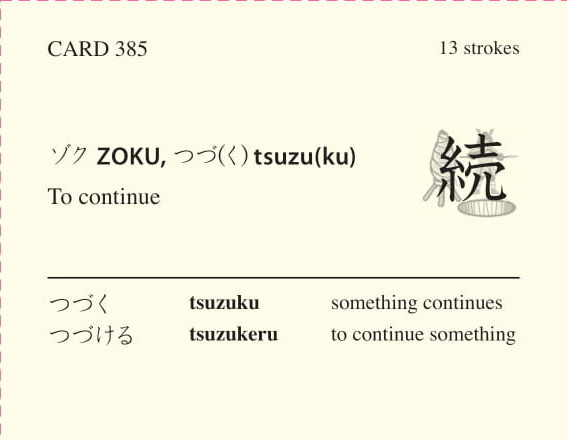 CARD 385
13 strokes
ゾク ZOKU, つづ(く) tsuzu(ku)
To continue
続
つづく tsuzuku something continues
つづける tsuzukeru to continue something